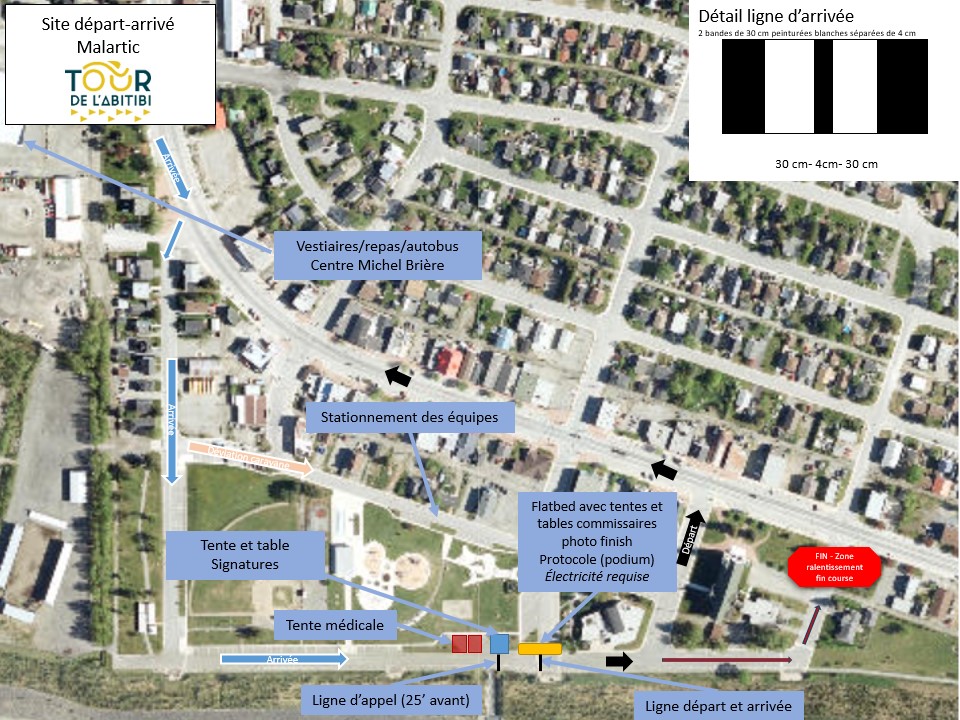 Site départ-arrivé
Malartic
TOUR
DE L'ABITIBI
Détail ligne d'arrivée
2 bandes de 30 cm peinturées blanches séparées de 4 cm
30 cm- 4cm- 30 cm
Arrivée
Vestiaires/repas/autobus
Centre Michel Brière
Arrivée
Stationnement des équipes
Déviation caravane
Flatbed avec tentes et
tables commissaires
photo finish
Protocole (podium)
Électricité requise
Départ
Tente et table
Signatures
FIN - Zone
ralentissement
fin course
Tente médicale
Arrivée
Ligne d'appel (25' avant)
Ligne départ et arrivée